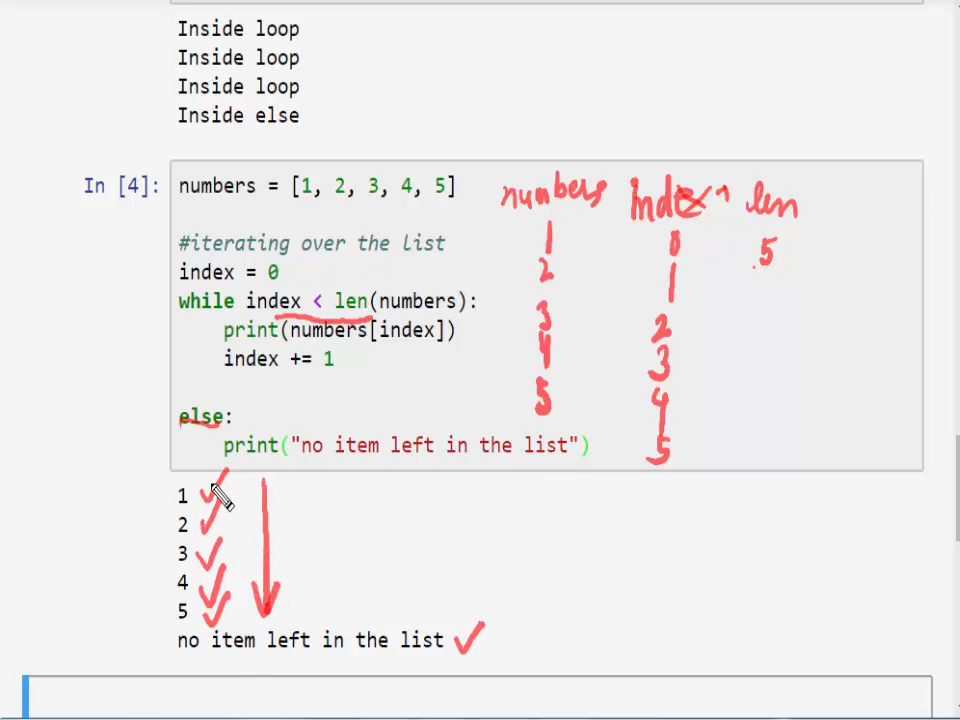 Inside loop
Inside loop
Inside loop
Inside else
In [4]: numbers = [1, 2, 3, 4, 5]
numbers index len
#iterating over the list
index = 0
while index < len(numbers):
print(numbers[index])
index += 1
else:
print("no item left in the list")
1 0 5
2 1
3 2
4 3
5 4
5
1
2
3
4
5
no item left in the list